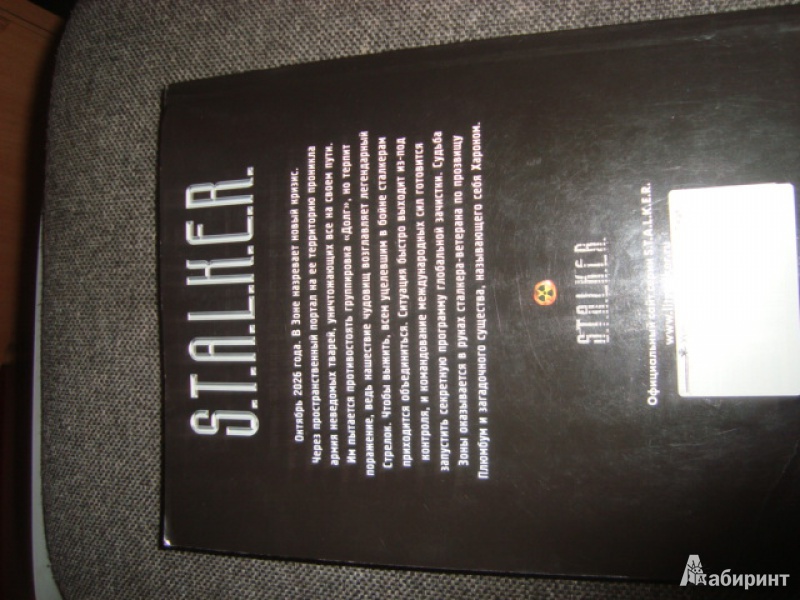 S.T.A.L.K.E.R.
Октябрь 2026 года. В Зоне назревает новый кризис.
Через пространственный портал на ее территорию проникла
армия неведомых тварей, уничтожающих все на своем пути.
Им пытается противостоять группировка «Долг», но терпит
поражение, ведь нашествие чудовищ возглавляет легендарный
Стрелок. Чтобы выжить, всем уцелевшим в бойне сталкерам
приходится объединиться. Ситуация быстро выходит из-под
контроля, и командование международных сил готовится
запустить секретную программу глобальной зачистки. Судьба
Зоны оказывается в руках сталкера-ветерана по прозвищу
Плюмбум и загадочного существа, называющего себя Хароном.
S.T.A.L.K.E.R.
Официальный сайт серии S.T.A.L.K.E.R.
Лабиринт